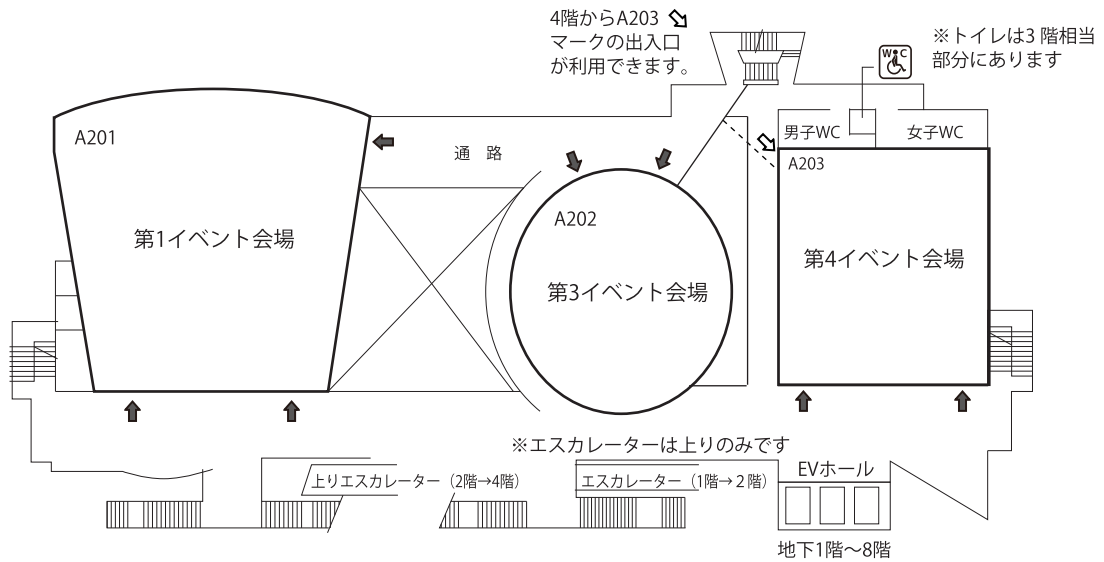 4階からA203
マークの出入口
が利用できます。
WC
※トイレは3 階相当
部分にあります
A201
通　路
男子WC
女子WC
A203
A202
第1イベント会場
第3イベント会場
第4イベント会場
※エスカレーターは上りのみです
上りエスカレーター（2階→4階）
エスカレーター（1階→２階）
EVホール
地下1階～8階